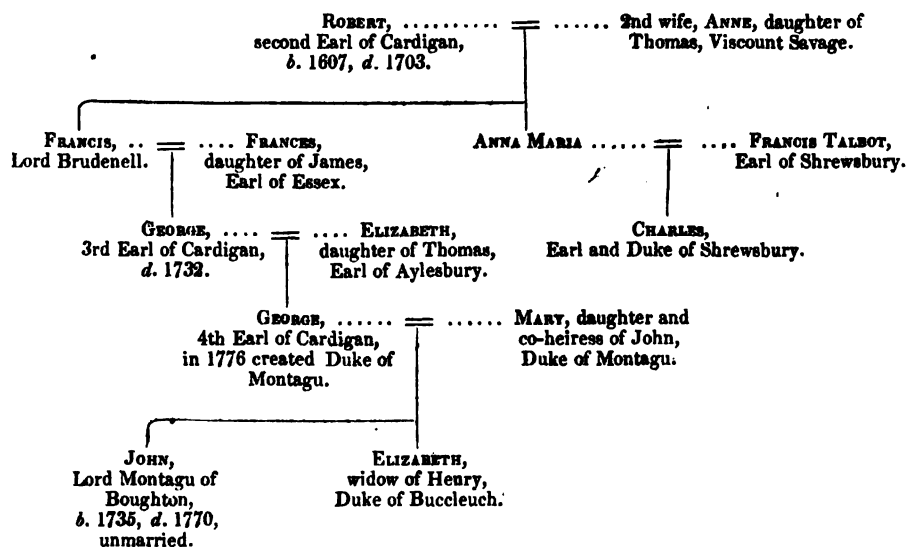 ROBERT, ...... = ...... 2nd wife, ANNE, daughter of
second Earl of Cardigan, Thomas, Viscount Savage.
b. 1607, d. 1703.
FRANCIS, .. = .... FRANCES, ANNA MARIA ...... = .... FRANCIS TALBOT,
Lord Brudenell. daughter of James, Earl of Shrewsbury.
Earl of Essex.
GEORGE, .... = .... ELIZABETH, CHARLES,
3rd Earl of Cardigan, daughter of Thomas, Earl and Duke of Shrewsbury.
d. 1732. Earl of Aylesbury.
GEORGE, ...... = ...... MARY, daughter and
4th Earl of Cardigan, co-heiress of John,
in 1776 created Duke of Duke of Montagu.
Montagu.
JOHN, ELIZABETH,
Lord Montagu of widow of Henry,
Boughton, Duke of Buccleuch.
b. 1735, d. 1770,
unmarried.